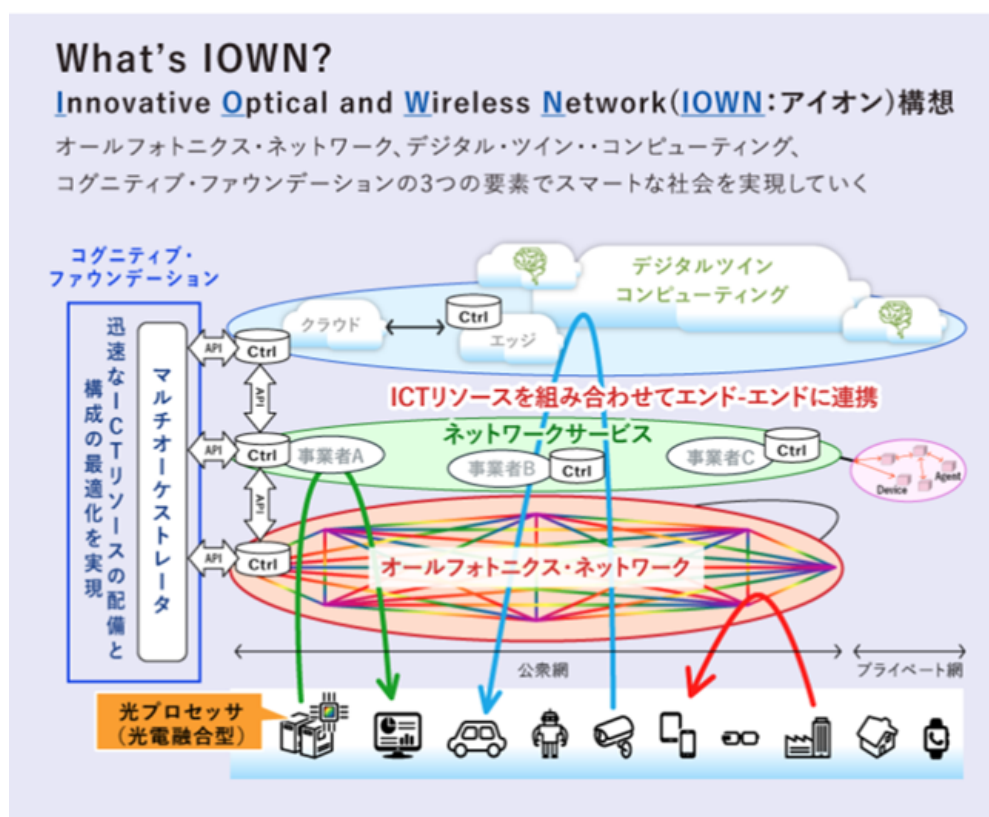 What's IOWN?
Innovative Optical and Wireless Network(IOWN:アイオン)構想
オールフォトニクス・ネットワーク、デジタル・ツイン・・コンピューティング、
コグニティブ・ファウンデーションの3つの要素でスマートな社会を実現していく
コグニティブ・
ファウンデーション
迅速なICTリソースの配備と
構成の最適化を実現
マルチオーケストレータ
API
API
API
API
API
Ctrl
Ctrl
Ctrl
クラウド
Ctrl
エッジ
デジタルツイン
コンピューティング
ICTリソースを組み合わせてエンド-エンドに連携
ネットワークサービス
事業者A
事業者B
Ctrl
事業者C
Ctrl
Device
Agent
オールフォトニクス・ネットワーク
公衆網
プライベート網
光プロセッサ
(光電融合型)